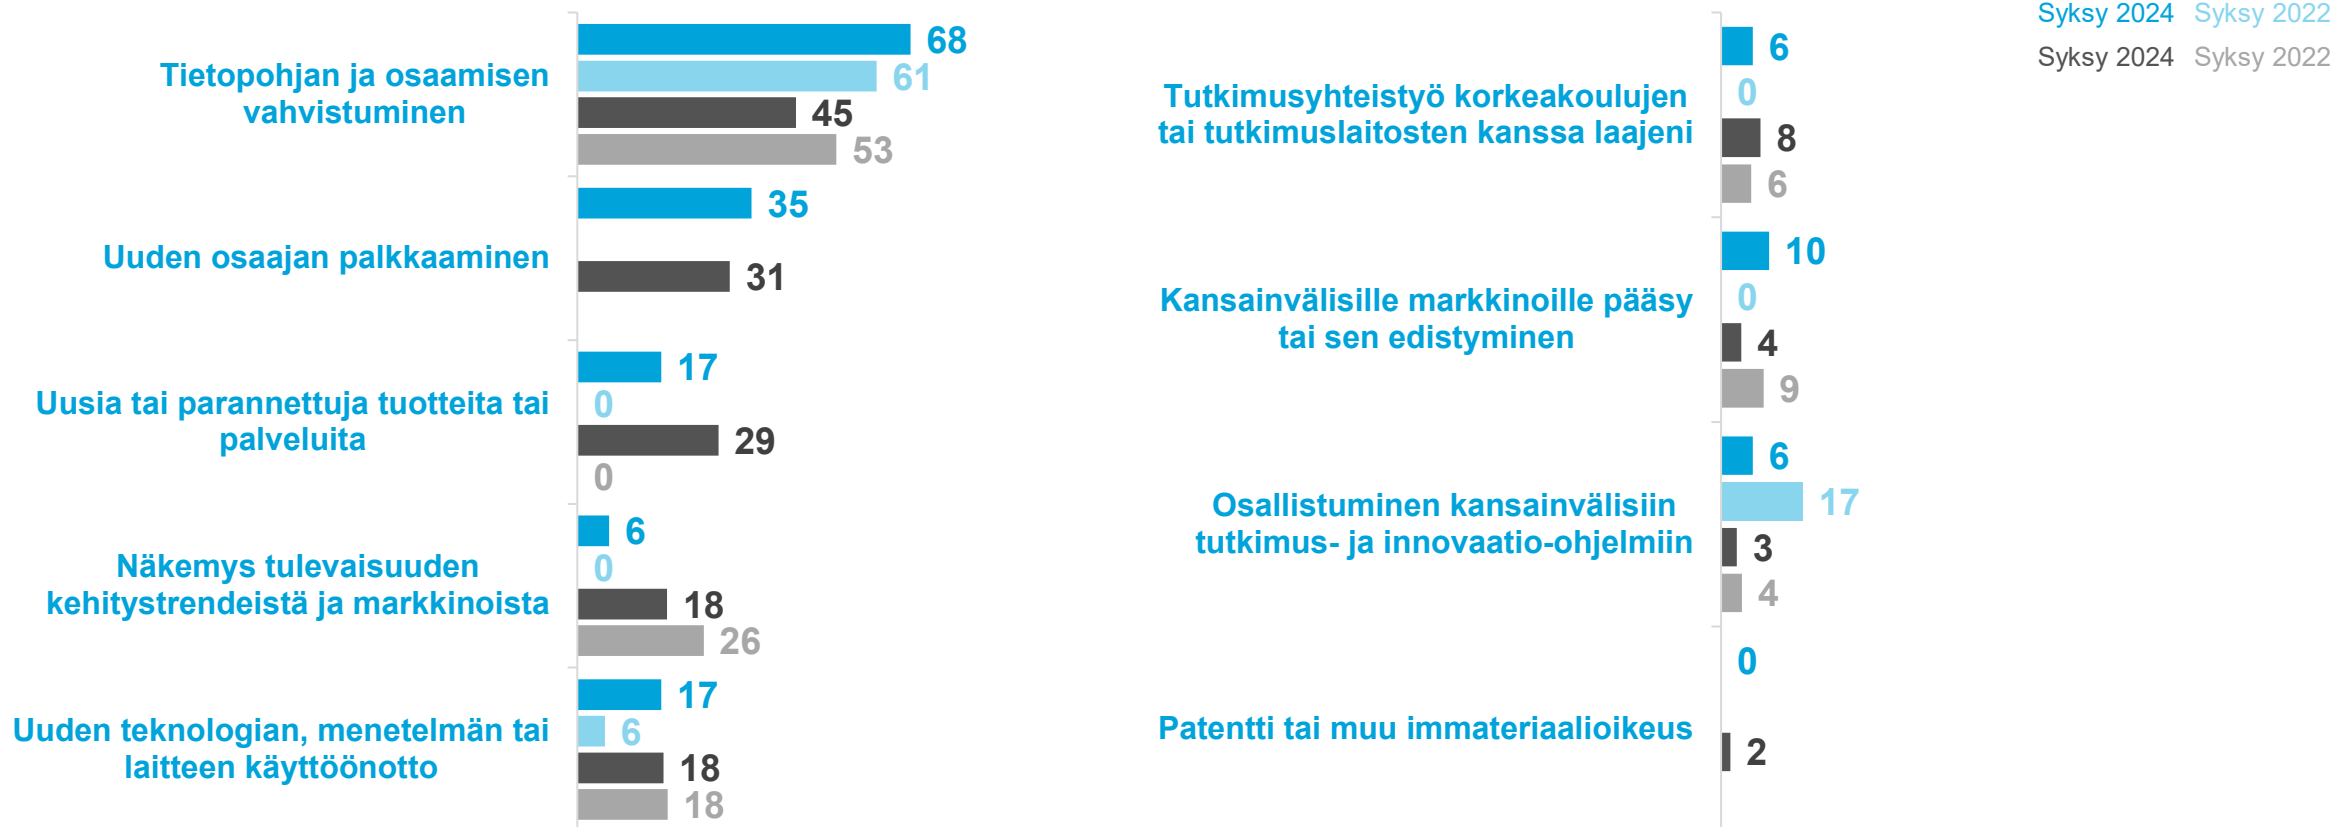 Tietopohjan ja osaamisen
vahvistuminen
68
61
45
53
Uuden osaajan palkkaaminen
35
31
Uusia tai parannettuja tuotteita tai
palveluita
17
0
29
0
Näkemys tulevaisuuden
kehitystrendeistä ja markkinoista
6
0
18
26
Uuden teknologian, menetelmän tai
laitteen käyttöönotto
17
6
18
18
Tutkimusyhteistyö korkeakoulujen
tai tutkimuslaitosten kanssa laajeni
6
0
8
6
Kansainvälisille markkinoille pääsy
tai sen edistyminen
10
0
4
9
Osallistuminen kansainvälisiin
tutkimus- ja innovaatio-ohjelmiin
6
17
3
4
Patentti tai muu immateriaalioikeus
0
2
Syksy 2024 Syksy 2022
Syksy 2024 Syksy 2022